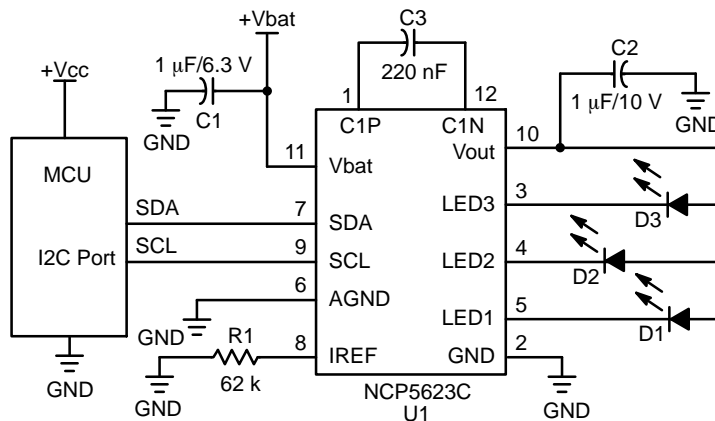 +Vbat
C3
220 nF
C2
1 µF/10 V
GND
+Vcc
1 µF/6.3 V
C1
GND
1
12
C1P
C1N
11
Vbat
Vout
10
MCU
I2C Port
SDA
7
SDA
LED3
3
D3
SCL
9
SCL
LED2
4
D2
6
AGND
GND
LED1
5
D1
R1
62 k
8
IREF
GND
2
GND
GND
GND
NCP5623C
U1